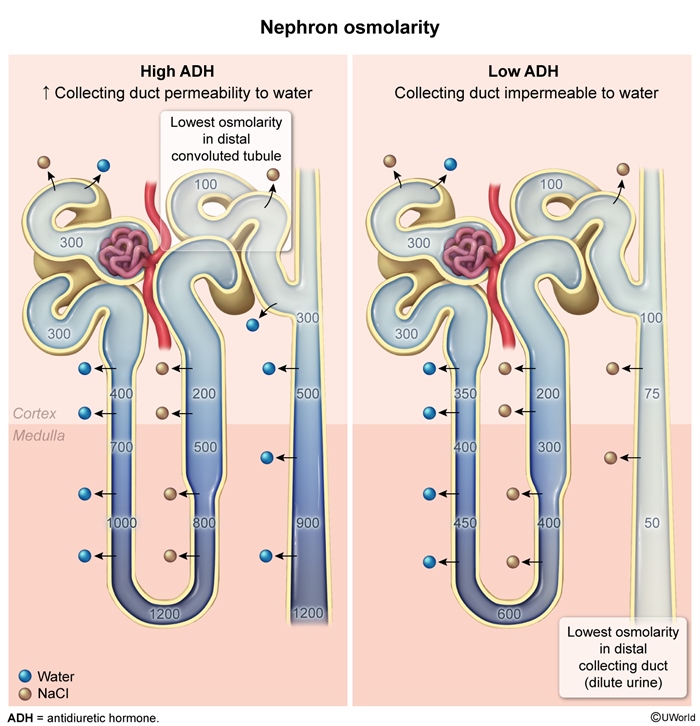 Nephron osmolarity
High ADH
↑ Collecting duct permeability to water
Lowest osmolarity
in distal
convoluted tubule
100
300
300
300
400
200
500
Cortex
Medulla
700
500
1000
800
900
1200
1200
Water
NaCl
Low ADH
Collecting duct impermeable to water
100
300
300
100
350
200
75
400
300
450
400
50
600
Lowest osmolarity
in distal
collecting duct
(dilute urine)
ADH = antidiuretic hormone.
©UWorld